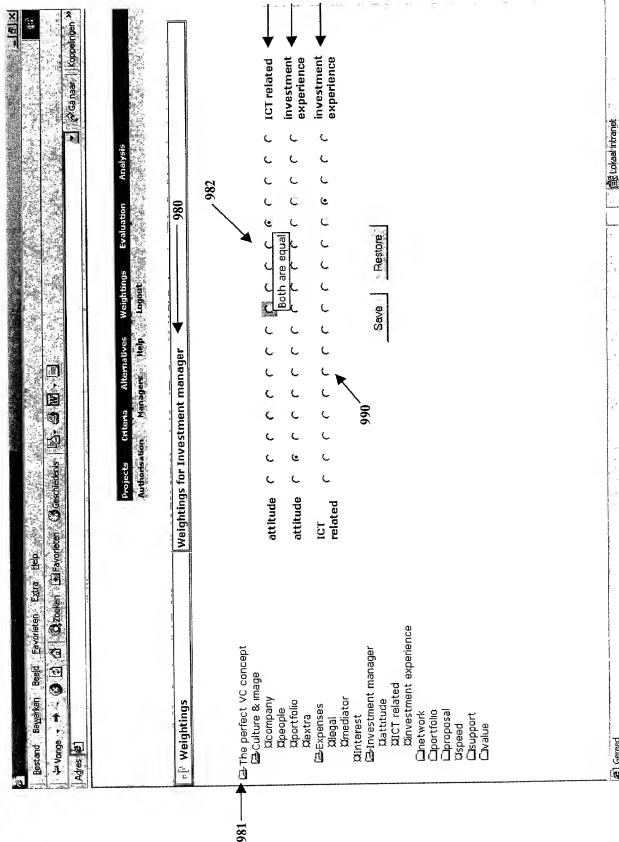 Bestand Bewerken Beeld Favorieten Extra Help
Vorige Zoeken Favorieten Geschiedenis
Adres Ga naar Koppelingen »
Projects Criteria Alternatives Weightings Evaluation Analysis
Authorisation Managers Help Logout
Weightings
Weightings for Investment manager
980
981
The perfect VC concept
Culture & image
company
people
portfolio
extra
Expenses
legal
mediator
interest
Investment manager
attitude
ICT related
investment experience
network
portfolio
proposal
speed
support
value
982
attitude ICT related
Both are equal
attitude investment
experience
ICT investment
related experience
990
Save Restore
Gereed Lokaal intranet